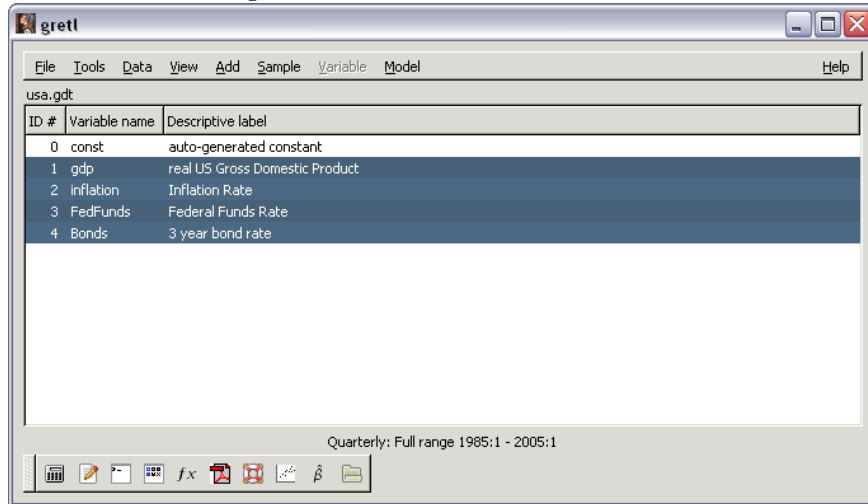 gretl
File Tools Data View Add Sample Variable Model Help
usa.gdt
ID # Variable name Descriptive label
0 const auto-generated constant
1 gdp real US Gross Domestic Product
2 inflation Inflation Rate
3 FedFunds Federal Funds Rate
4 Bonds 3 year bond rate
Quarterly: Full range 1985:1 - 2005:1
fx β̂